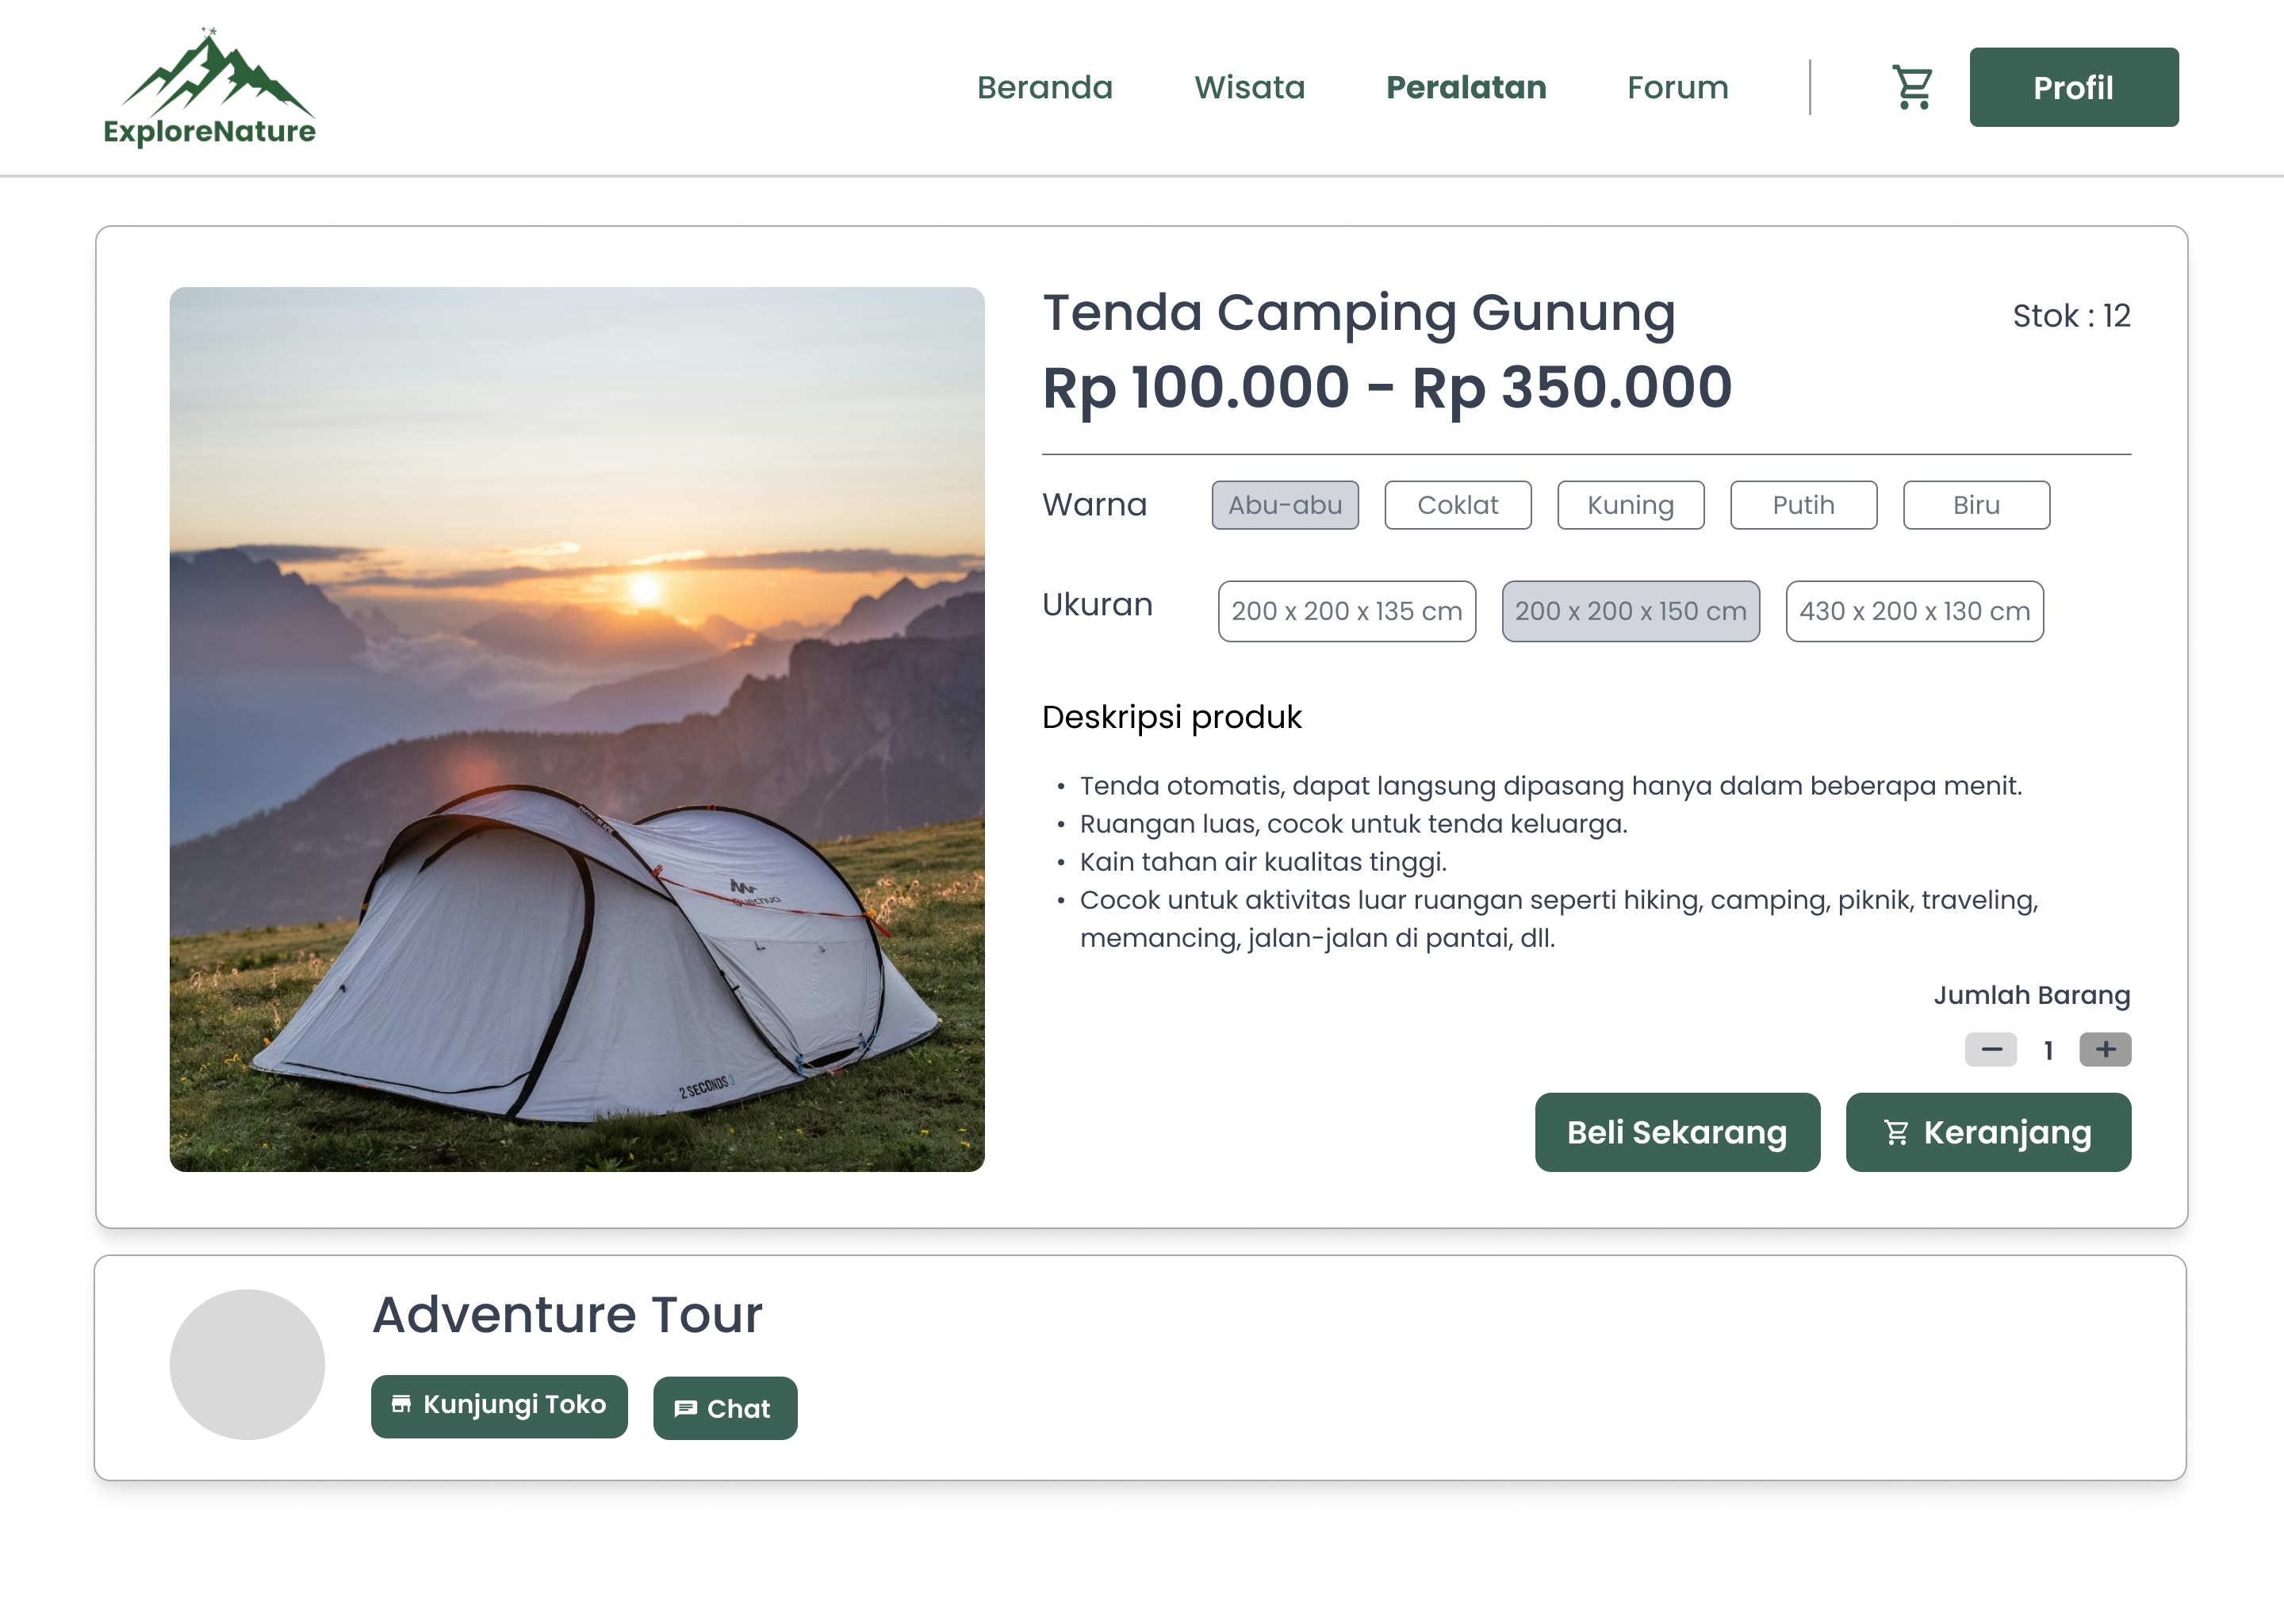 ExploreNature
Beranda
Wisata
Peralatan
Forum
Profil
Tenda Camping Gunung
Stok : 12
Rp 100.000 - Rp 350.000
Warna
Abu-abu
Coklat
Kuning
Putih
Biru
Ukuran
200 x 200 x 135 cm
200 x 200 x 150 cm
430 x 200 x 130 cm
Deskripsi produk
• Tenda otomatis, dapat langsung dipasang hanya dalam beberapa menit.
• Ruangan luas, cocok untuk tenda keluarga.
• Kain tahan air kualitas tinggi.
• Cocok untuk aktivitas luar ruangan seperti hiking, camping, piknik, traveling,
memancing, jalan-jalan di pantai, dll.
Quechua
2 SECONDS 3
Jumlah Barang
1
Beli Sekarang
Keranjang
Adventure Tour
Kunjungi Toko
Chat